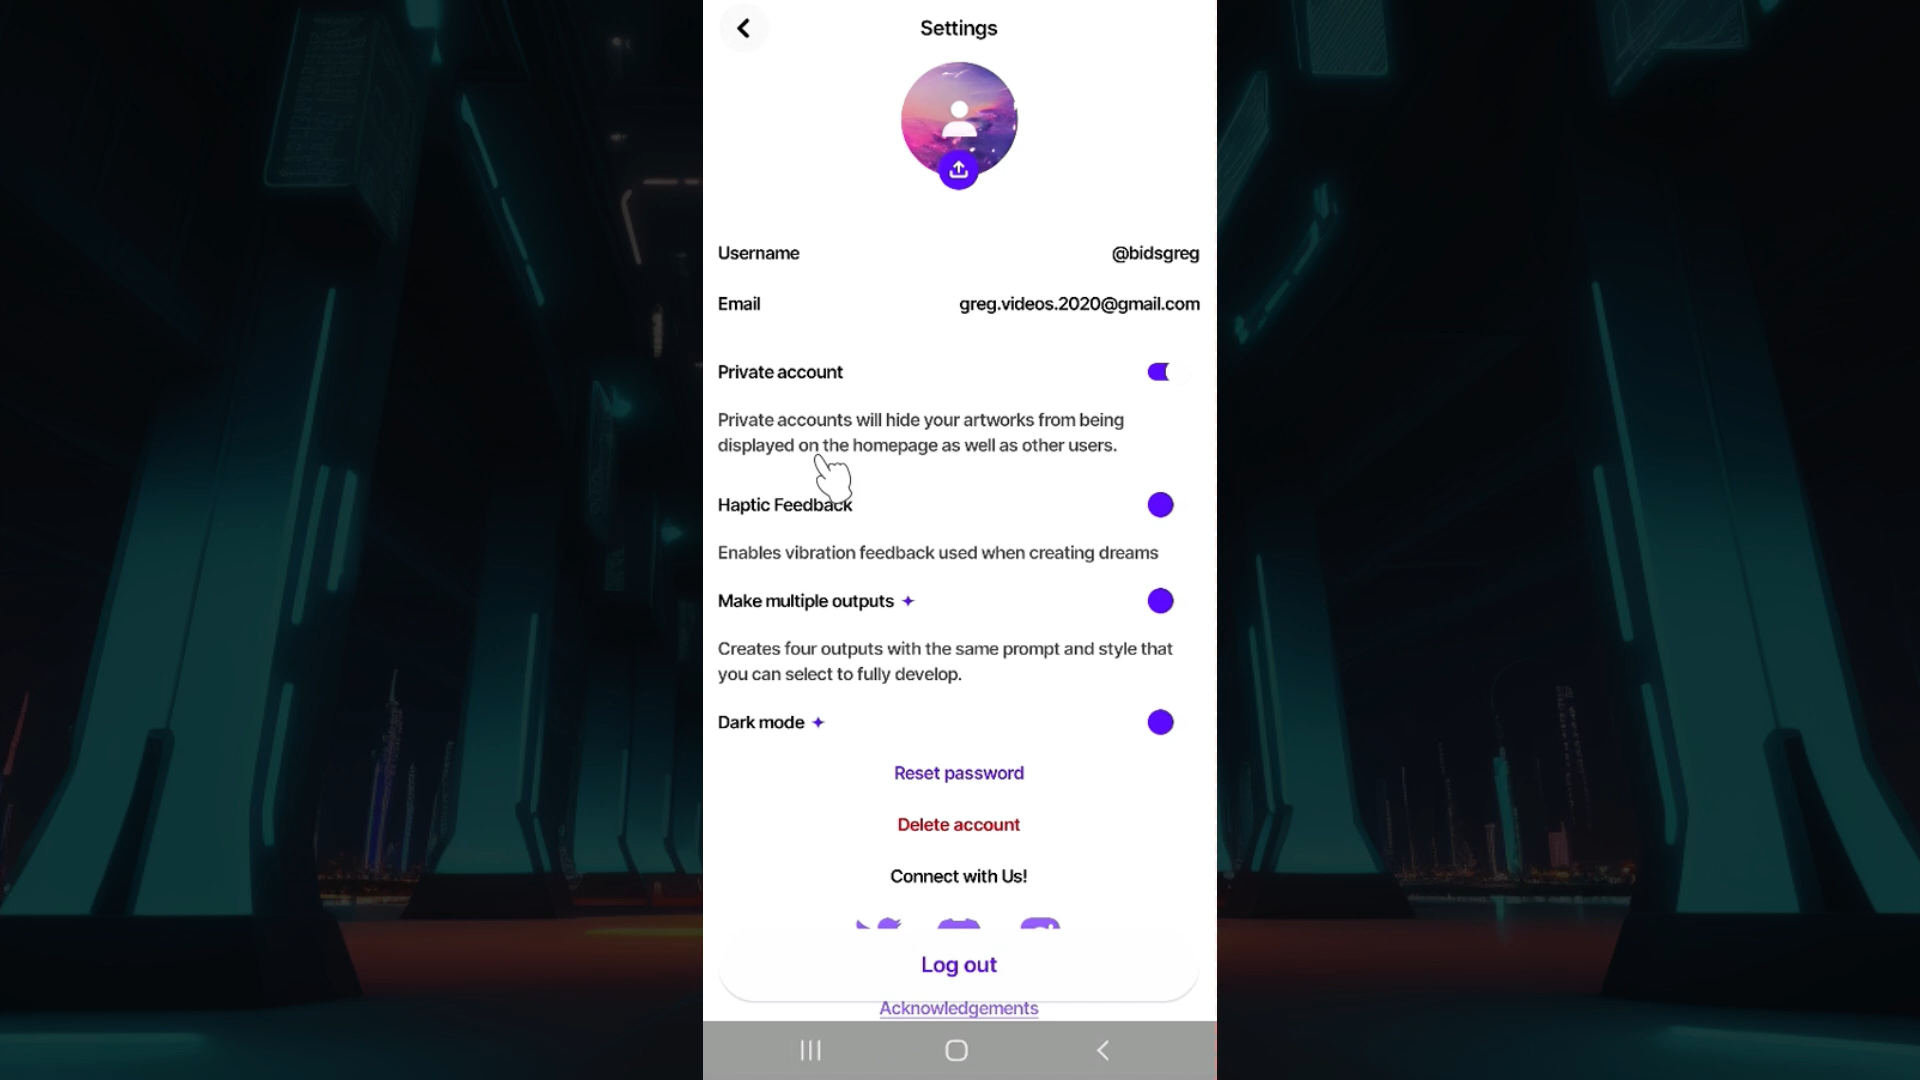 Settings
Username @bidsgreg
Email greg.videos.2020@gmail.com
Private account
Private accounts will hide your artworks from being
displayed on the homepage as well as other users.
Haptic Feedback
Enables vibration feedback used when creating dreams
Make multiple outputs
Creates four outputs with the same prompt and style that
you can select to fully develop.
Dark mode
Reset password
Delete account
Connect with Us!
Log out
Acknowledgements